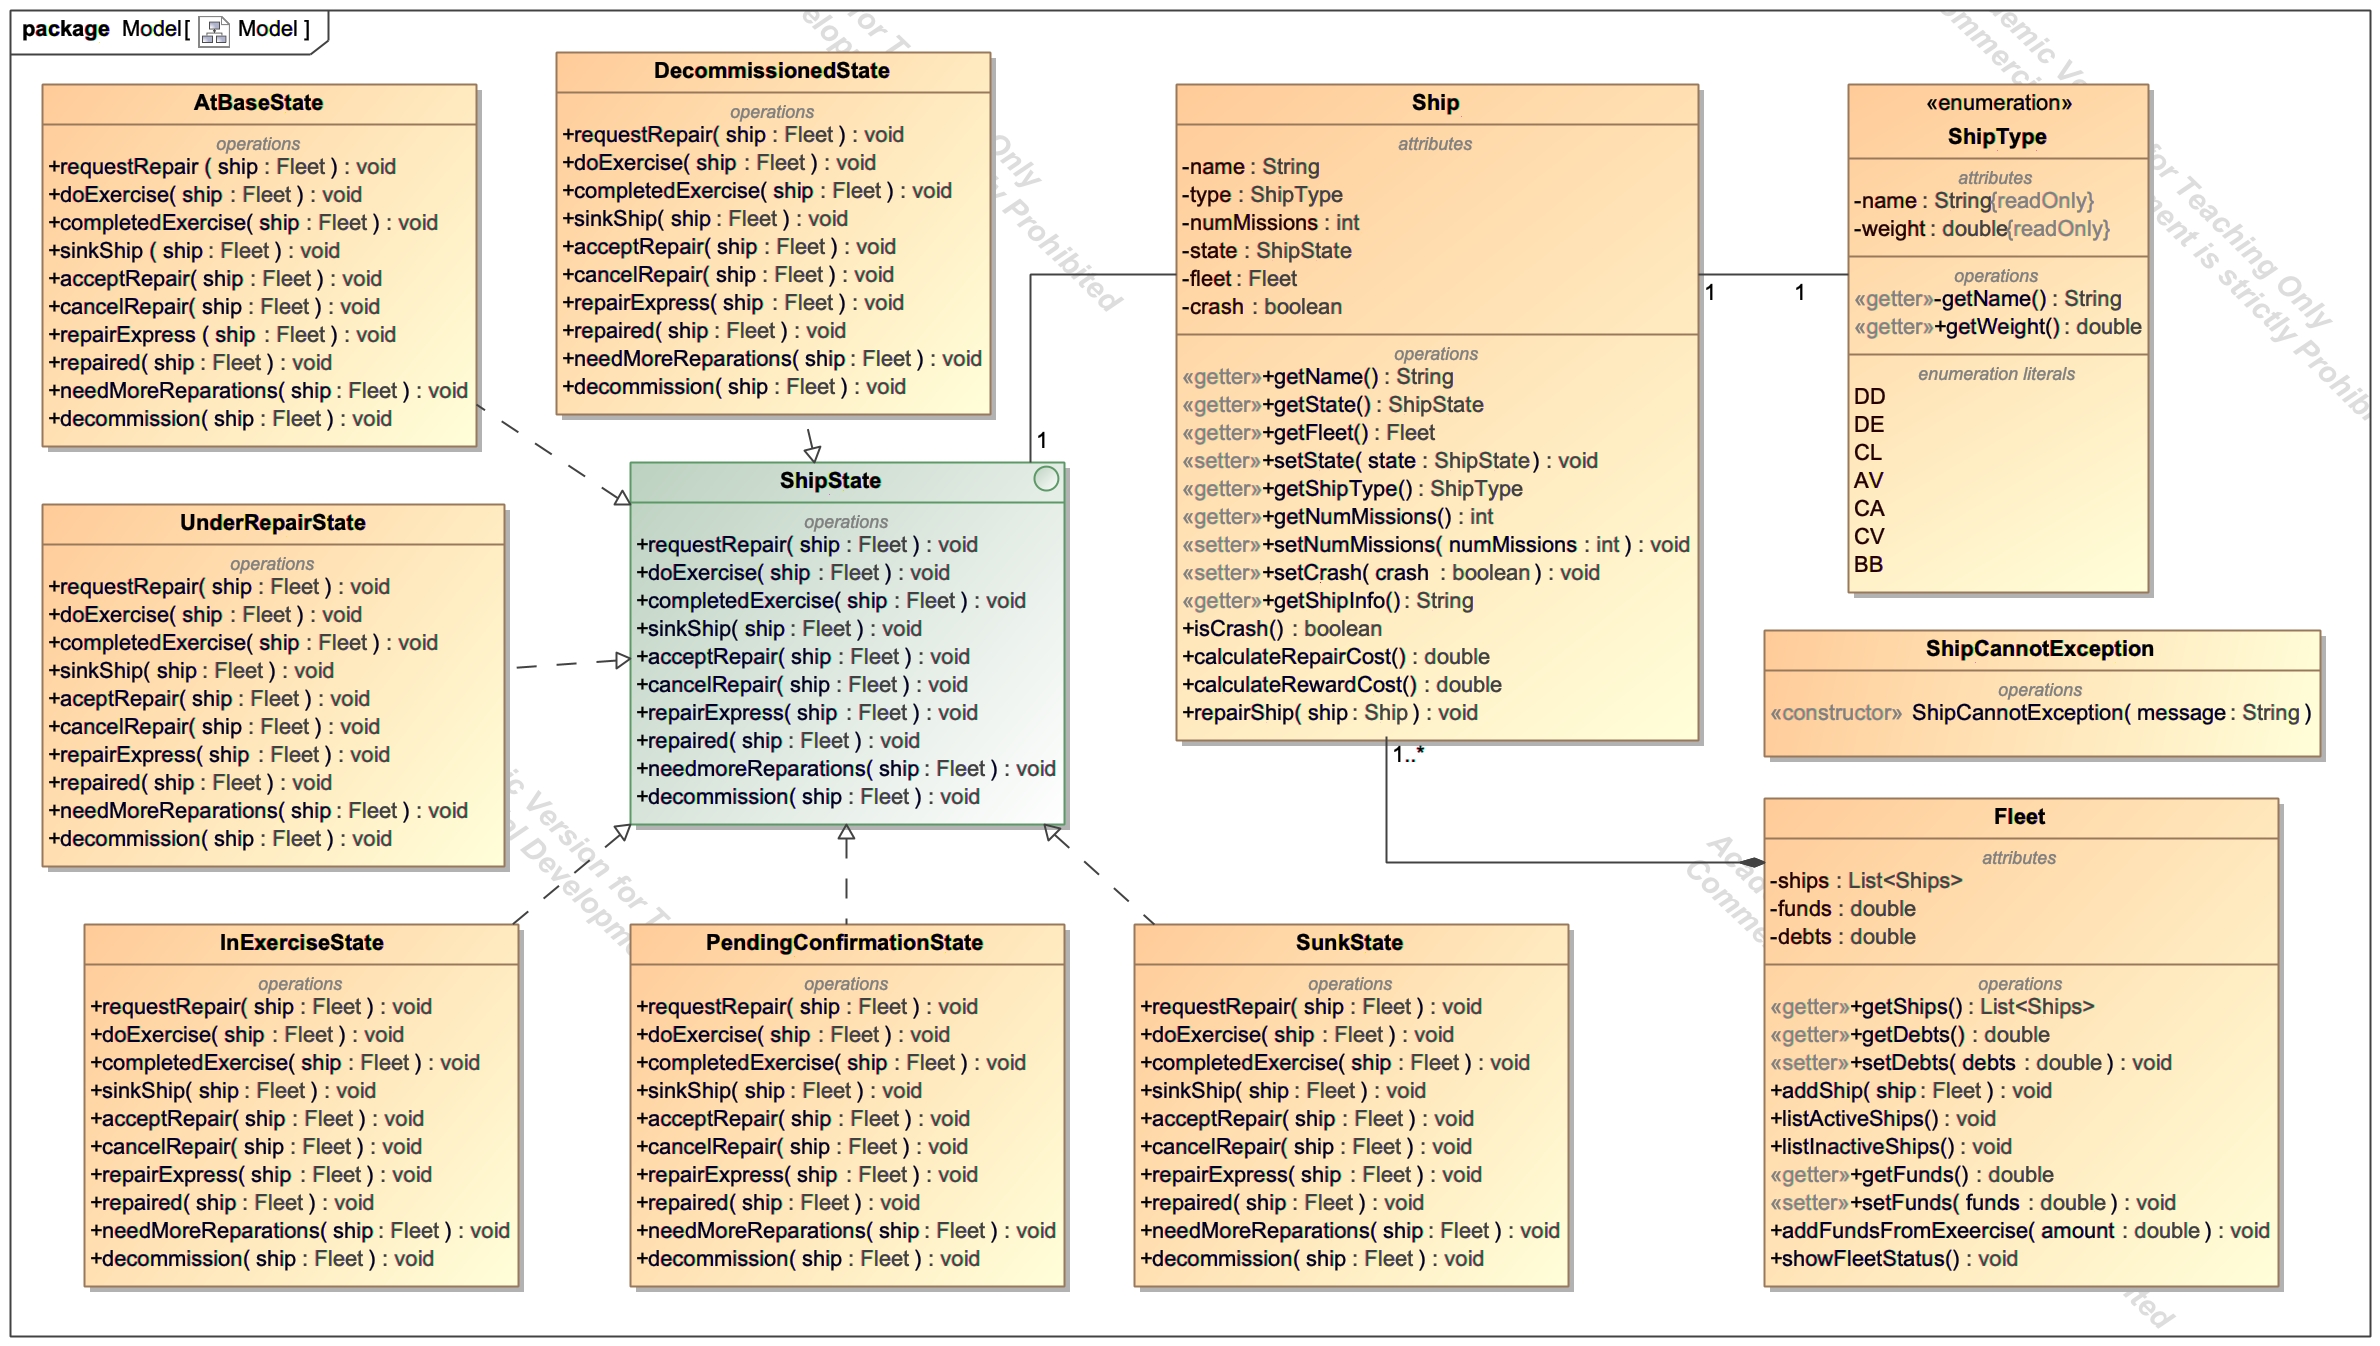 package Model[ Model ]
AtBaseState
operations
+requestRepair ( ship : Fleet ) : void
+doExercise( ship : Fleet ) : void
+completedExercise( ship : Fleet ) : void
+sinkShip ( ship : Fleet ) : void
+acceptRepair( ship : Fleet ) : void
+cancelRepair( ship : Fleet ) : void
+repairExpress ( ship : Fleet ) : void
+repaired( ship : Fleet ) : void
+needMoreReparations( ship : Fleet ) : void
+decommission( ship : Fleet ) : void
DecommissionedState
operations
+requestRepair( ship : Fleet ) : void
+doExercise( ship : Fleet ) : void
+completedExercise( ship : Fleet ) : void
+sinkShip( ship : Fleet ) : void
+acceptRepair( ship : Fleet ) : void
+cancelRepair( ship : Fleet ) : void
+repairExpress( ship : Fleet ) : void
+repaired( ship : Fleet ) : void
+needMoreReparations( ship : Fleet ) : void
+decommission( ship : Fleet ) : void
Ship
attributes
-name : String
-type : ShipType
-numMissions : int
-state : ShipState
-fleet : Fleet
-crash : boolean
operations
«getter»+getName() : String
«getter»+getState() : ShipState
«getter»+getFleet() : Fleet
«setter»+setState( state : ShipState ) : void
«getter»+getShipType() : ShipType
«getter»+getNumMissions() : int
«setter»+setNumMissions( numMissions : int ) : void
«setter»+setCrash( crash : boolean ) : void
«getter»+getShipInfo() : String
+isCrash() : boolean
+calculateRepairCost() : double
+calculateRewardCost() : double
+repairShip( ship : Ship ) : void
1
1
1
1..*
«enumeration»
ShipType
attributes
-name : String{readOnly}
-weight : double{readOnly}
operations
«getter»-getName() : String
«getter»+getWeight() : double
enumeration literals
DD
DE
CL
AV
CA
CV
BB
UnderRepairState
operations
+requestRepair( ship : Fleet ) : void
+doExercise( ship : Fleet ) : void
+completedExercise( ship : Fleet ) : void
+sinkShip( ship : Fleet ) : void
+aceptRepair( ship : Fleet ) : void
+cancelRepair( ship : Fleet ) : void
+repairExpress( ship : Fleet ) : void
+repaired( ship : Fleet ) : void
+needMoreReparations( ship : Fleet ) : void
+decommission( ship : Fleet ) : void
ShipState
operations
+requestRepair( ship : Fleet ) : void
+doExercise( ship : Fleet ) : void
+completedExercise( ship : Fleet ) : void
+sinkShip( ship : Fleet ) : void
+acceptRepair( ship : Fleet ) : void
+cancelRepair( ship : Fleet ) : void
+repairExpress( ship : Fleet ) : void
+repaired( ship : Fleet ) : void
+needmoreReparations( ship : Fleet ) : void
+decommission( ship : Fleet ) : void
ShipCannotException
operations
«constructor» ShipCannotException( message : String )
InExerciseState
operations
+requestRepair( ship : Fleet ) : void
+doExercise( ship : Fleet ) : void
+completedExercise( ship : Fleet ) : void
+sinkShip( ship : Fleet ) : void
+acceptRepair( ship : Fleet ) : void
+cancelRepair( ship : Fleet ) : void
+repairExpress( ship : Fleet ) : void
+repaired( ship : Fleet ) : void
+needMoreReparations( ship : Fleet ) : void
+decommission( ship : Fleet ) : void
PendingConfirmationState
operations
+requestRepair( ship : Fleet ) : void
+doExercise( ship : Fleet ) : void
+completedExercise( ship : Fleet ) : void
+sinkShip( ship : Fleet ) : void
+acceptRepair( ship : Fleet ) : void
+cancelRepair( ship : Fleet ) : void
+repairExpress( ship : Fleet ) : void
+repaired( ship : Fleet ) : void
+needMoreReparations( ship : Fleet ) : void
+decommission( ship : Fleet ) : void
SunkState
operations
+requestRepair( ship : Fleet ) : void
+doExercise( ship : Fleet ) : void
+completedExercise( ship : Fleet ) : void
+sinkShip( ship : Fleet ) : void
+acceptRepair( ship : Fleet ) : void
+cancelRepair( ship : Fleet ) : void
+repairExpress( ship : Fleet ) : void
+repaired( ship : Fleet ) : void
+needMoreReparations( ship : Fleet ) : void
+decommission( ship : Fleet ) : void
Fleet
attributes
-ships : List<Ships>
-funds : double
-debts : double
operations
«getter»+getShips() : List<Ships>
«getter»+getDebts() : double
«setter»+setDebts( debts : double ) : void
+addShip( ship : Fleet ) : void
+listActiveShips() : void
+listInactiveShips() : void
«getter»+getFunds() : double
«setter»+setFunds( funds : double ) : void
+addFundsFromExeercise( amount : double ) : void
+showFleetStatus() : void
for T
Only
Prohibited
for Teaching Only
ment is strictly Prohibi
Version for T
Developm